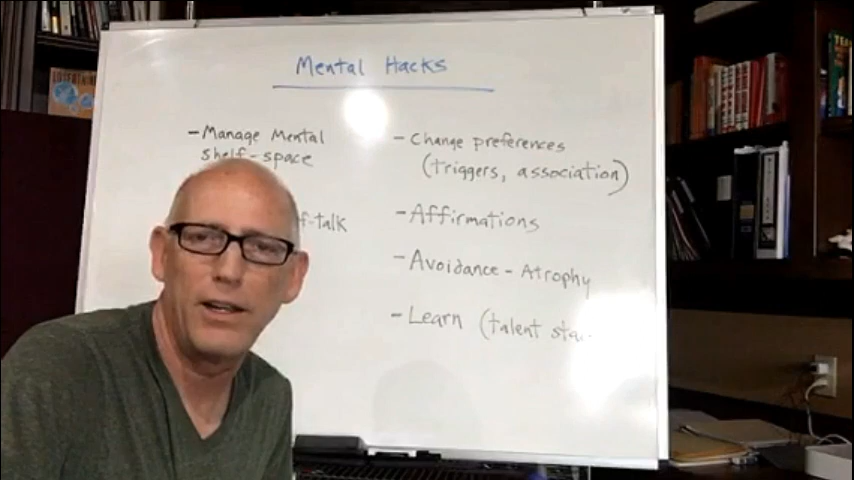 Mental Hacks
- Manage Mental
shelf-space
f-talk
- Change preferences
(triggers, association)
- Affirmations
- Avoidance - Atrophy
- Learn (talent sta